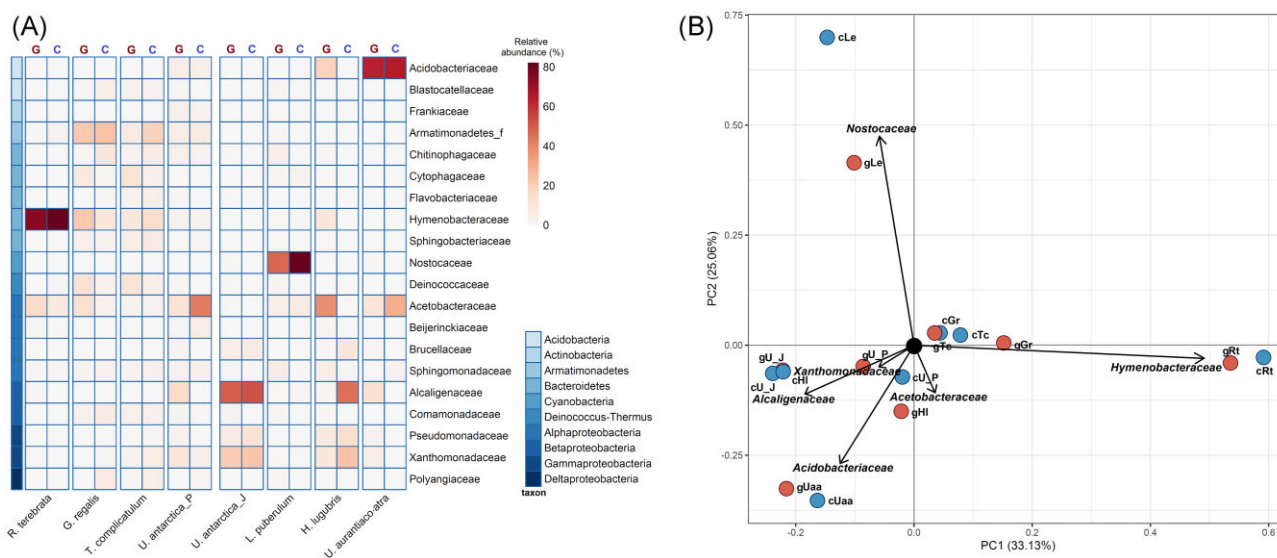 (A)
G C G C G C G C G C G C G C G C
Relative
abundance (%)
80
60
40
20
0
Acidobacteriaceae
Blastocatellaceae
Frankiaceae
Armatimonadetes_f
Chitinophagaceae
Cytophagaceae
Flavobacteriaceae
Hymenobacteraceae
Sphingobacteriaceae
Nostocaceae
Deinococcaceae
Acetobacteraceae
Beijerinckiaceae
Brucellaceae
Sphingomonadaceae
Alcaligenaceae
Comamonadaceae
Pseudomonadaceae
Xanthomonadaceae
Polyangiaceae
Acidobacteria
Actinobacteria
Armatimonadetes
Bacteroidetes
Cyanobacteria
Deinococcus-Thermus
Alphaproteobacteria
Betaproteobacteria
Gammaproteobacteria
Deltaproteobacteria
taxon
R. terebrata
G. regalis
T. complicatulum
U. antarctica_P
U. antarctica_J
L. puberulum
H. lugubris
U. aurantiaco-atra
(B)
PC2 (25.06%)
0.75
0.50
0.25
0.00
-0.25
cLe
Nostocaceae
gLe
cGr
cTc
gTc
gGr
gRt
Hymenobacteraceae
cRt
gU_J
gU_P
Xanthomonadaceae
cU_J
cHl
cU_P
Alcaligenaceae
Acetobacteraceae
gHl
Acidobacteriaceae
gUaa
cUaa
-0.2
0.0
0.2
0.4
0.6
PC1 (33.13%)